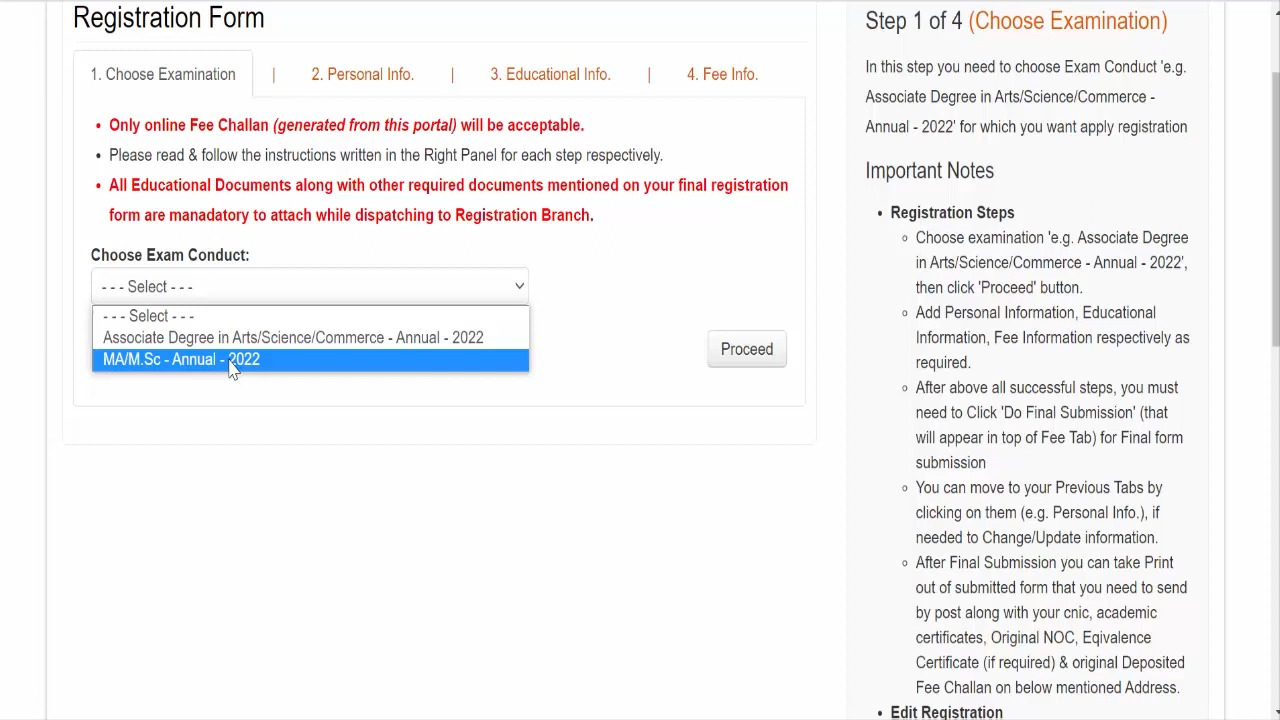 Registration Form
1. Choose Examination | 2. Personal Info. | 3. Educational Info. | 4. Fee Info.
• Only online Fee Challan (generated from this portal) will be acceptable.
• Please read & follow the instructions written in the Right Panel for each step respectively.
• All Educational Documents along with other required documents mentioned on your final registration
form are manadatory to attach while dispatching to Registration Branch.
Choose Exam Conduct:
- - - Select - - -
- - - Select - - -
Associate Degree in Arts/Science/Commerce - Annual - 2022
MA/M.Sc - Annual - 2022
Proceed
Step 1 of 4 (Choose Examination)
In this step you need to choose Exam Conduct 'e.g.
Associate Degree in Arts/Science/Commerce -
Annual - 2022' for which you want apply registration
Important Notes
• Registration Steps
◦ Choose examination 'e.g. Associate Degree
in Arts/Science/Commerce - Annual - 2022',
then click 'Proceed' button.
◦ Add Personal Information, Educational
Information, Fee Information respectively as
required.
◦ After above all successful steps, you must
need to Click 'Do Final Submission' (that
will appear in top of Fee Tab) for Final form
submission
◦ You can move to your Previous Tabs by
clicking on them (e.g. Personal Info.), if
needed to Change/Update information.
◦ After Final Submission you can take Print
out of submitted form that you need to send
by post along with your cnic, academic
certificates, Original NOC, Eqivalence
Certificate (if required) & original Deposited
Fee Challan on below mentioned Address.
• Edit Registration